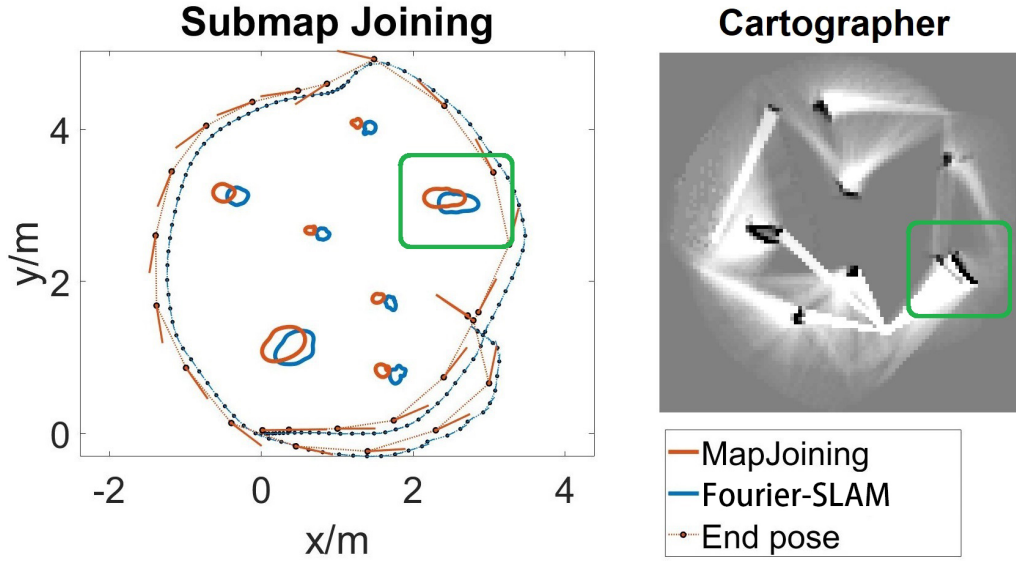 Submap Joining
Cartographer
4
2
0
y/m
-2 0 2 4
x/m
MapJoining
Fourier-SLAM
End pose